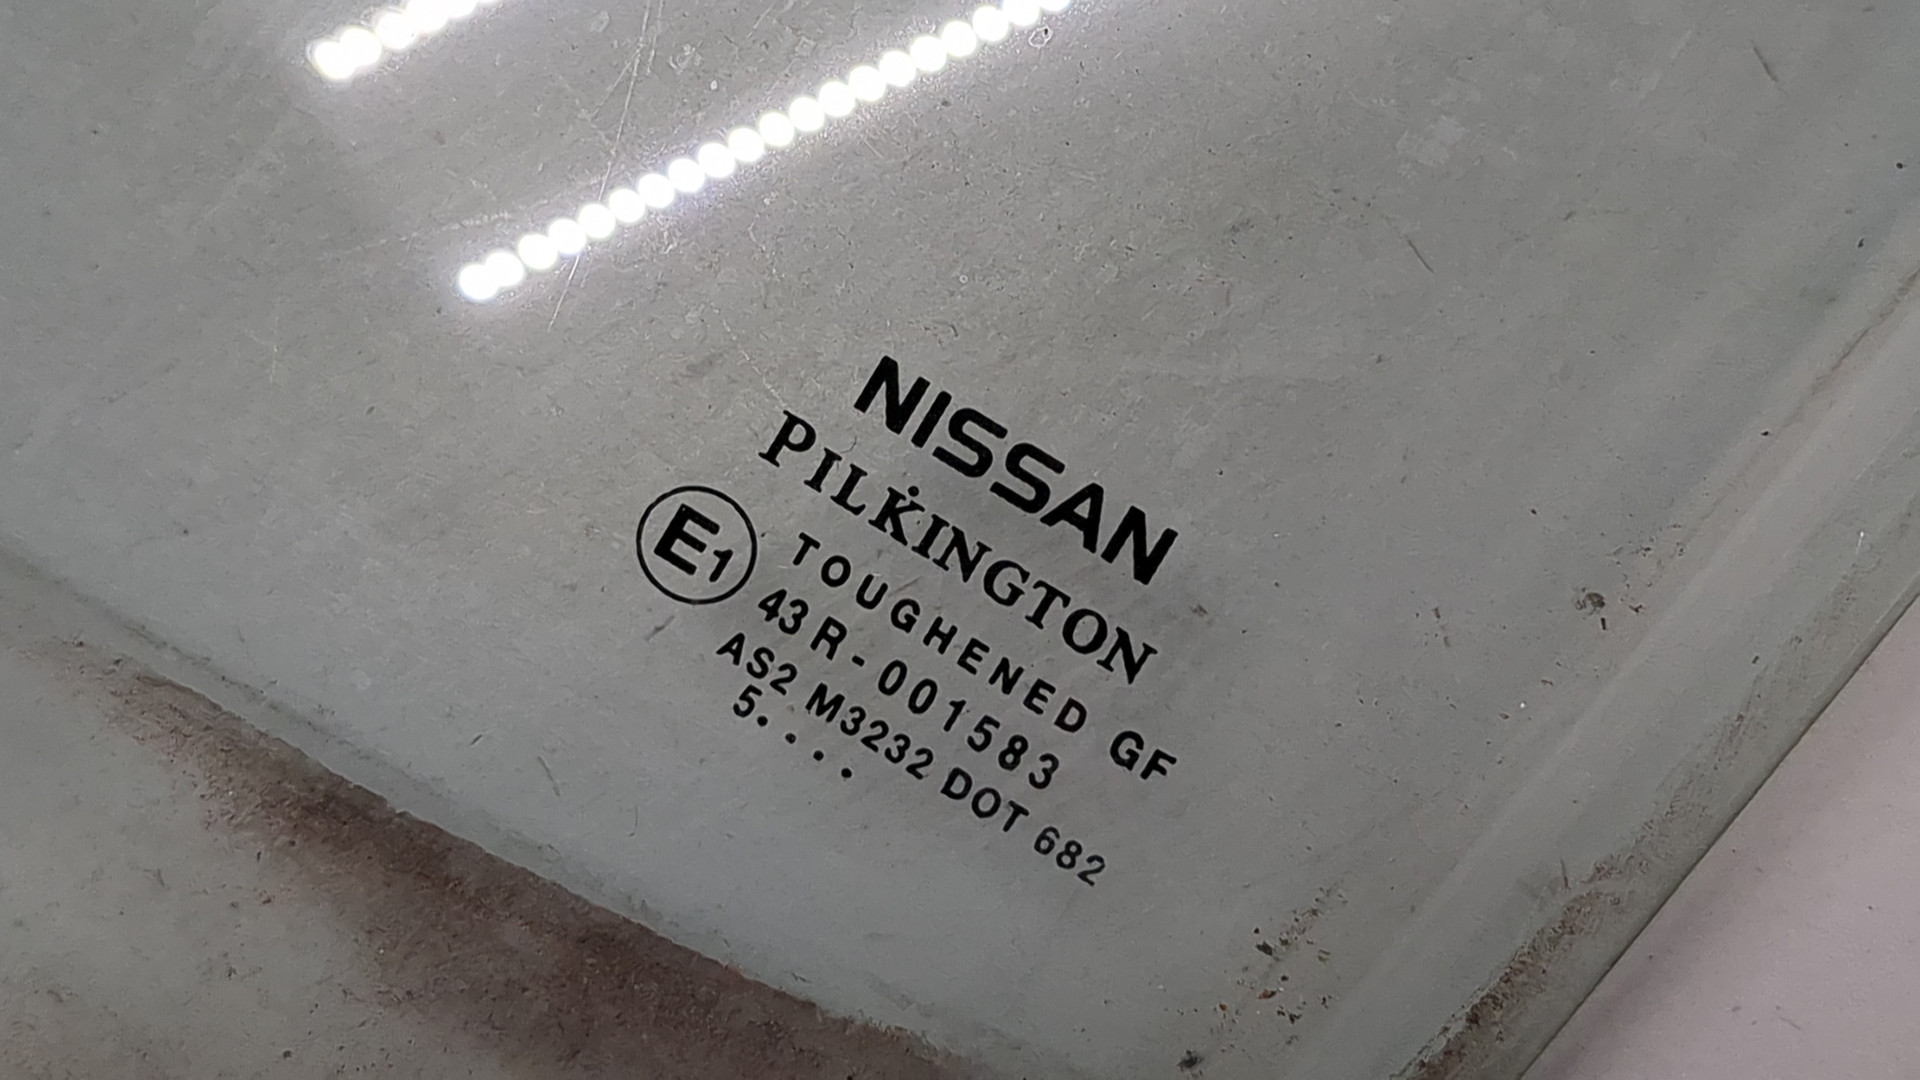 NISSAN
PILKINGTON
E1
TOUGHENED GF
43 R - 001583
AS2 M3232 DOT 682
5. . . .